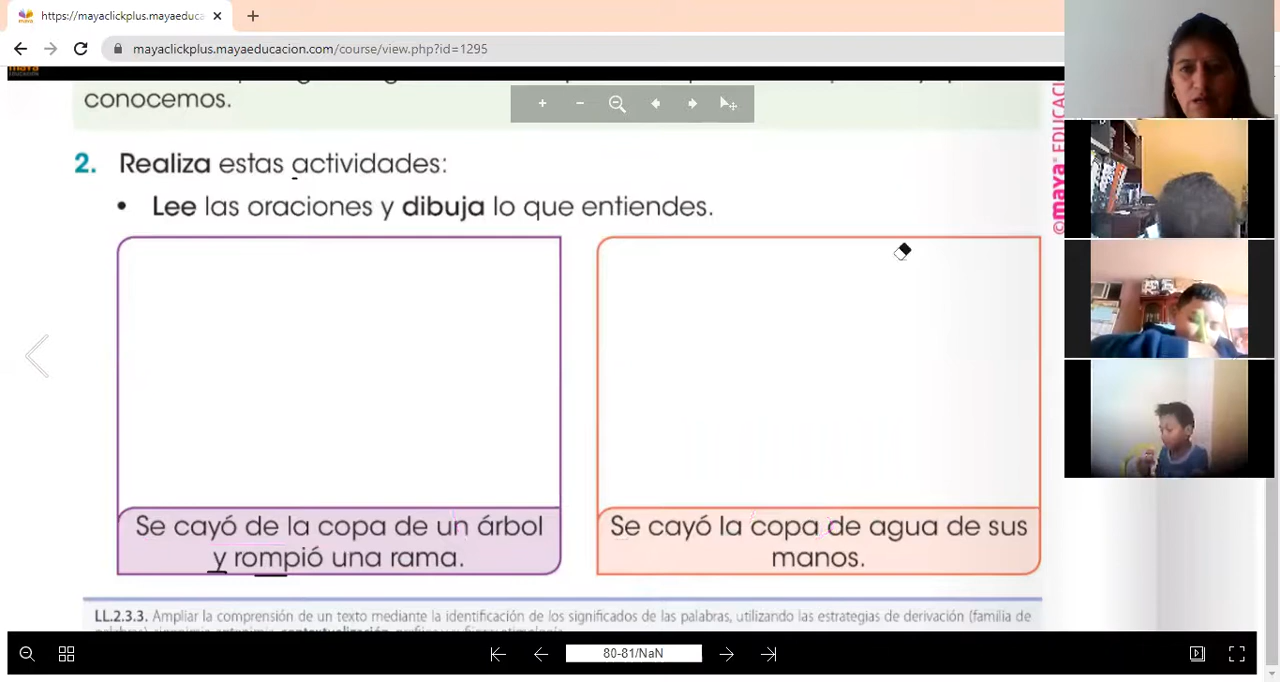 https://mayaclickplus.mayaeduca
mayaclickplus.mayaeducacion.com/course/view.php?id=1295
maya
EDUCACIÓN
conocemos.
©maya EDUCACI
2. Realiza estas actividades:
• Lee las oraciones y dibuja lo que entiendes.
Se cayó de la copa de un árbol
y rompió una rama.
Se cayó la copa de agua de sus
manos.
LL.2.3.3. Ampliar la comprensión de un texto mediante la identificación de los significados de las palabras, utilizando las estrategias de derivación (familia de
80-81/NaN